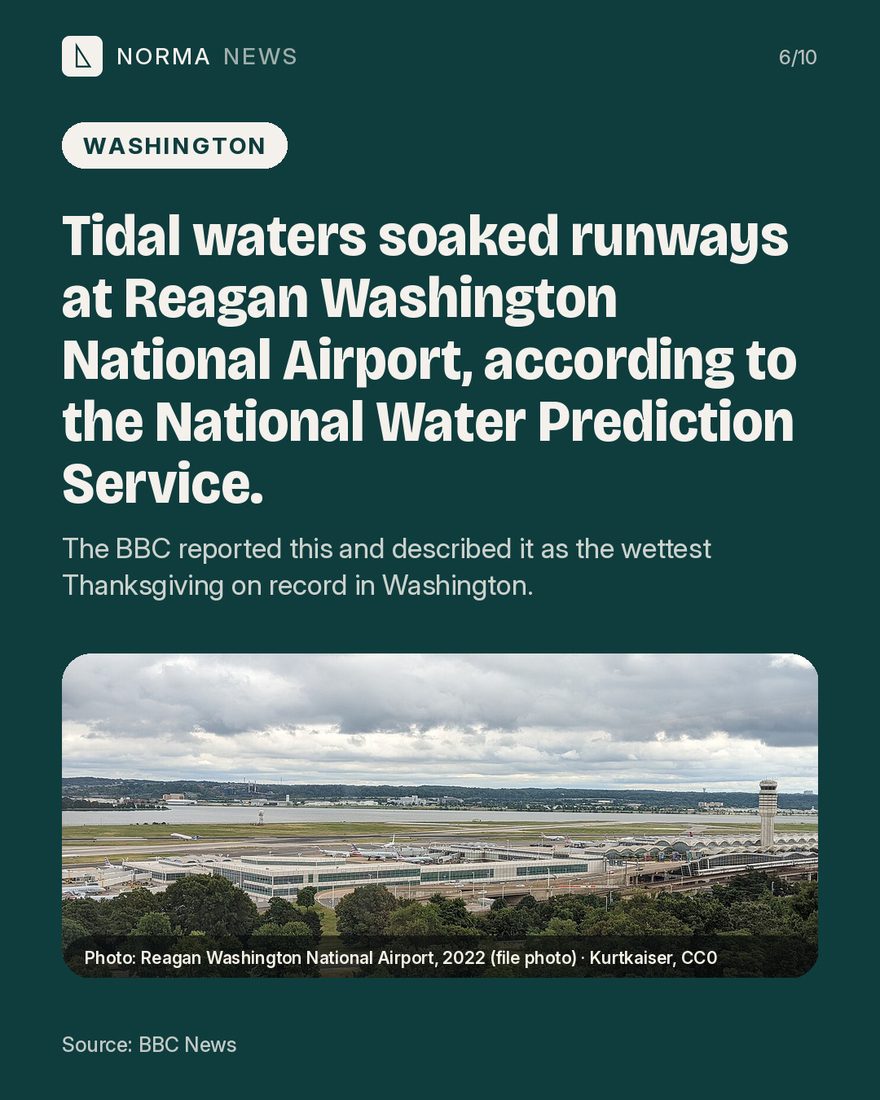 NORMA NEWS
6/10
WASHINGTON
Tidal waters soaked runways
at Reagan Washington
National Airport, according to
the National Water Prediction
Service.
The BBC reported this and described it as the wettest
Thanksgiving on record in Washington.
Photo: Reagan Washington National Airport, 2022 (file photo) · Kurtkaiser, CC0
Source: BBC News